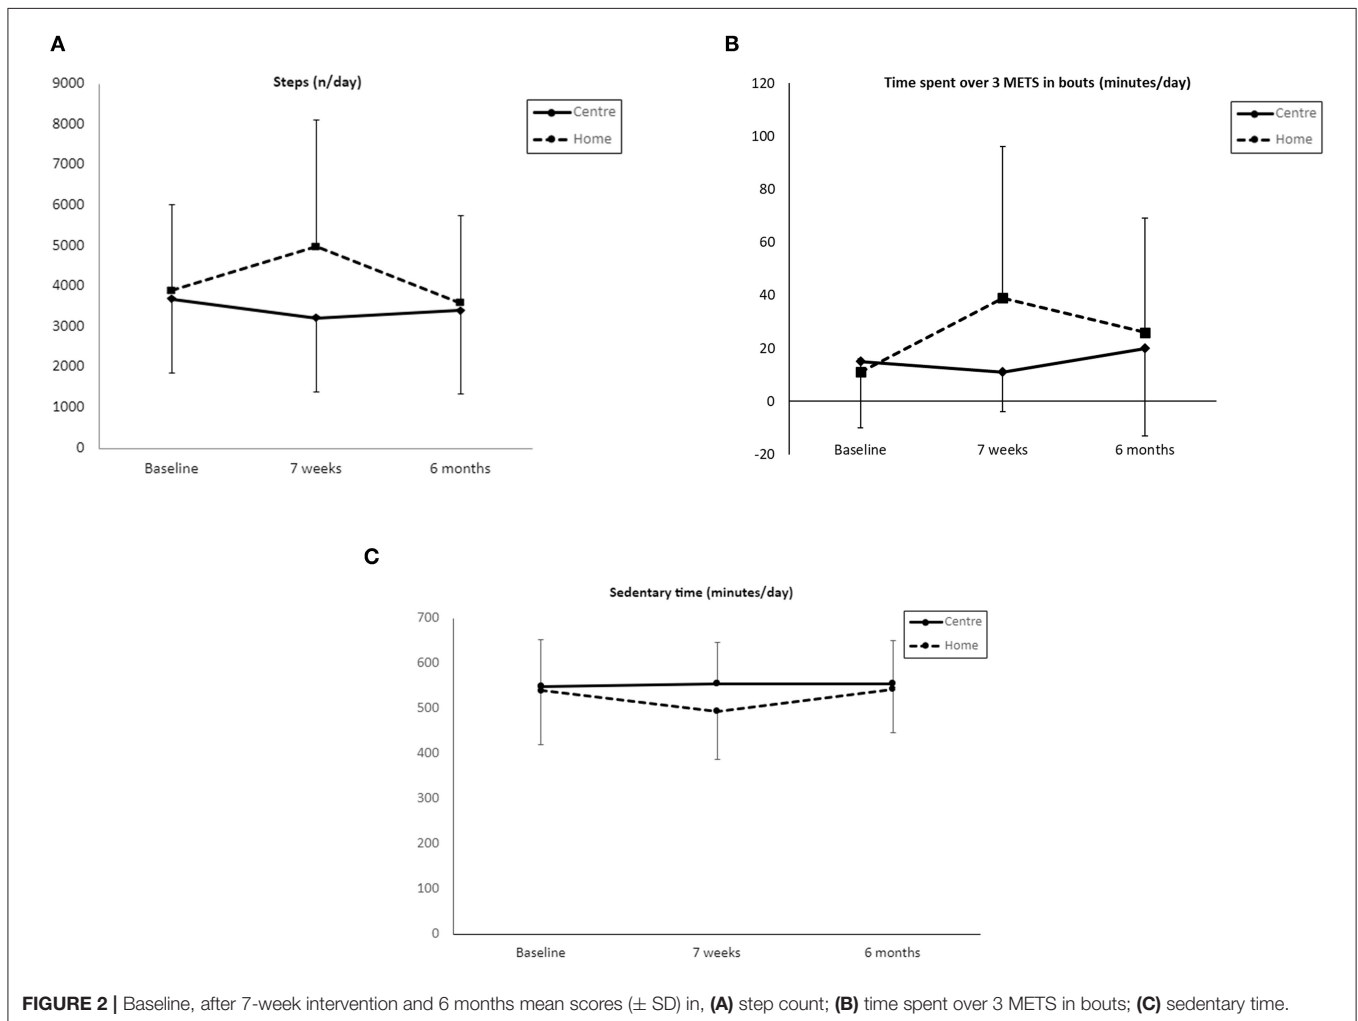 A
Steps (n/day)
9000
8000
7000
6000
5000
4000
3000
2000
1000
0
Centre
Home
Baseline 7 weeks 6 months
B
Time spent over 3 METS in bouts (minutes/day)
120
100
80
60
40
20
0
-20
Centre
Home
Baseline 7 weeks 6 months
C
Sedentary time (minutes/day)
700
600
500
400
300
200
100
0
Centre
Home
Baseline 7 weeks 6 months
FIGURE 2 | Baseline, after 7-week intervention and 6 months mean scores (± SD) in, (A) step count; (B) time spent over 3 METS in bouts; (C) sedentary time.